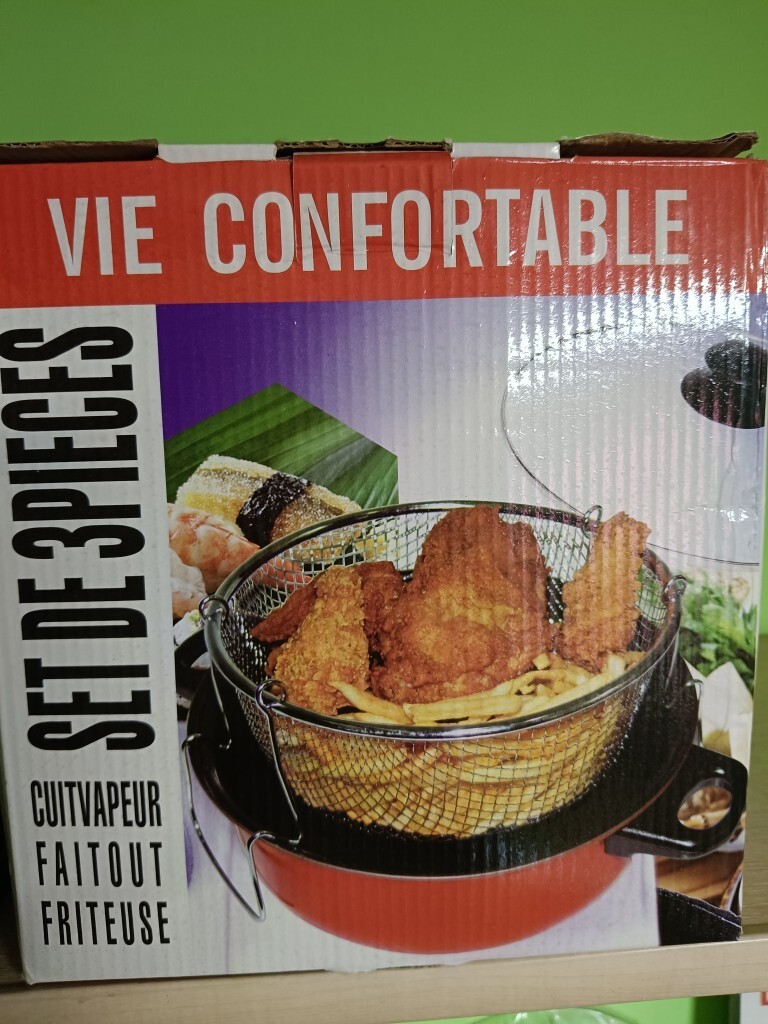 VIE CONFORTABLE
SET DE 3PIECES
CUITVAPEUR
FAITOUT
FRITEUSE